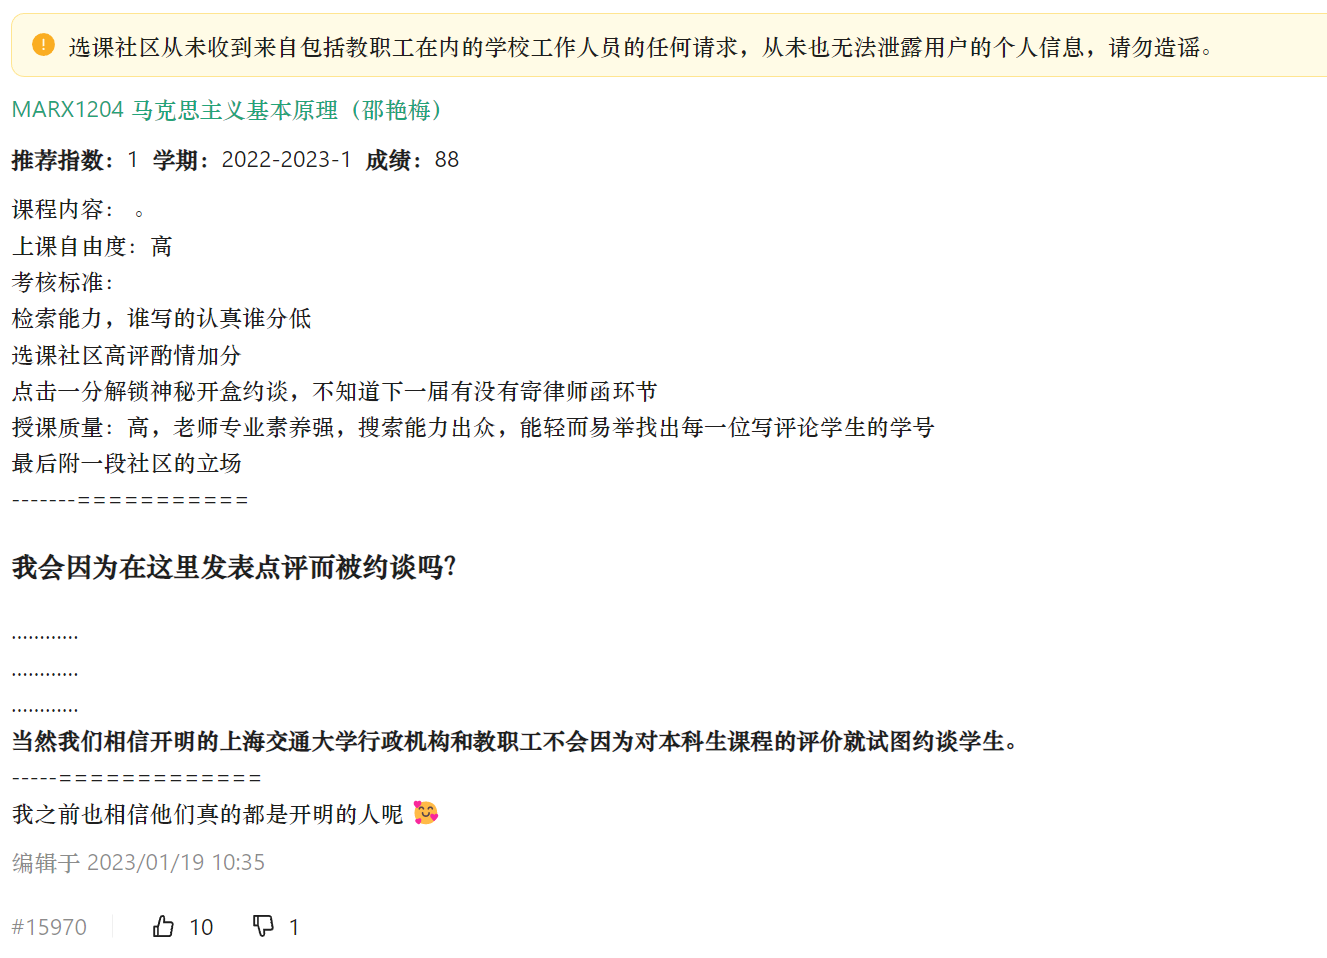 选课社区从未收到来自包括教职工在内的学校工作人员的任何请求，从未也无法泄露用户的个人信息，请勿造谣。
MARX1204 马克思主义基本原理（邵艳梅）
推荐指数：1 学期：2022-2023-1 成绩：88
课程内容： 。
上课自由度：高
考核标准：
检索能力，谁写的认真谁分低
选课社区高评酌情加分
点击一分解锁神秘开盒约谈，不知道下一届有没有寄律师函环节
授课质量：高，老师专业素养强，搜索能力出众，能轻而易举找出每一位写评论学生的学号
最后附一段社区的立场
-------===========
我会因为在这里发表点评而被约谈吗？
............
............
............
当然我们相信开明的上海交通大学行政机构和教职工不会因为对本科生课程的评价就试图约谈学生。
-----=============
我之前也相信他们真的都是开明的人呢 🥰
编辑于 2023/01/19 10:35
#15970 10 1